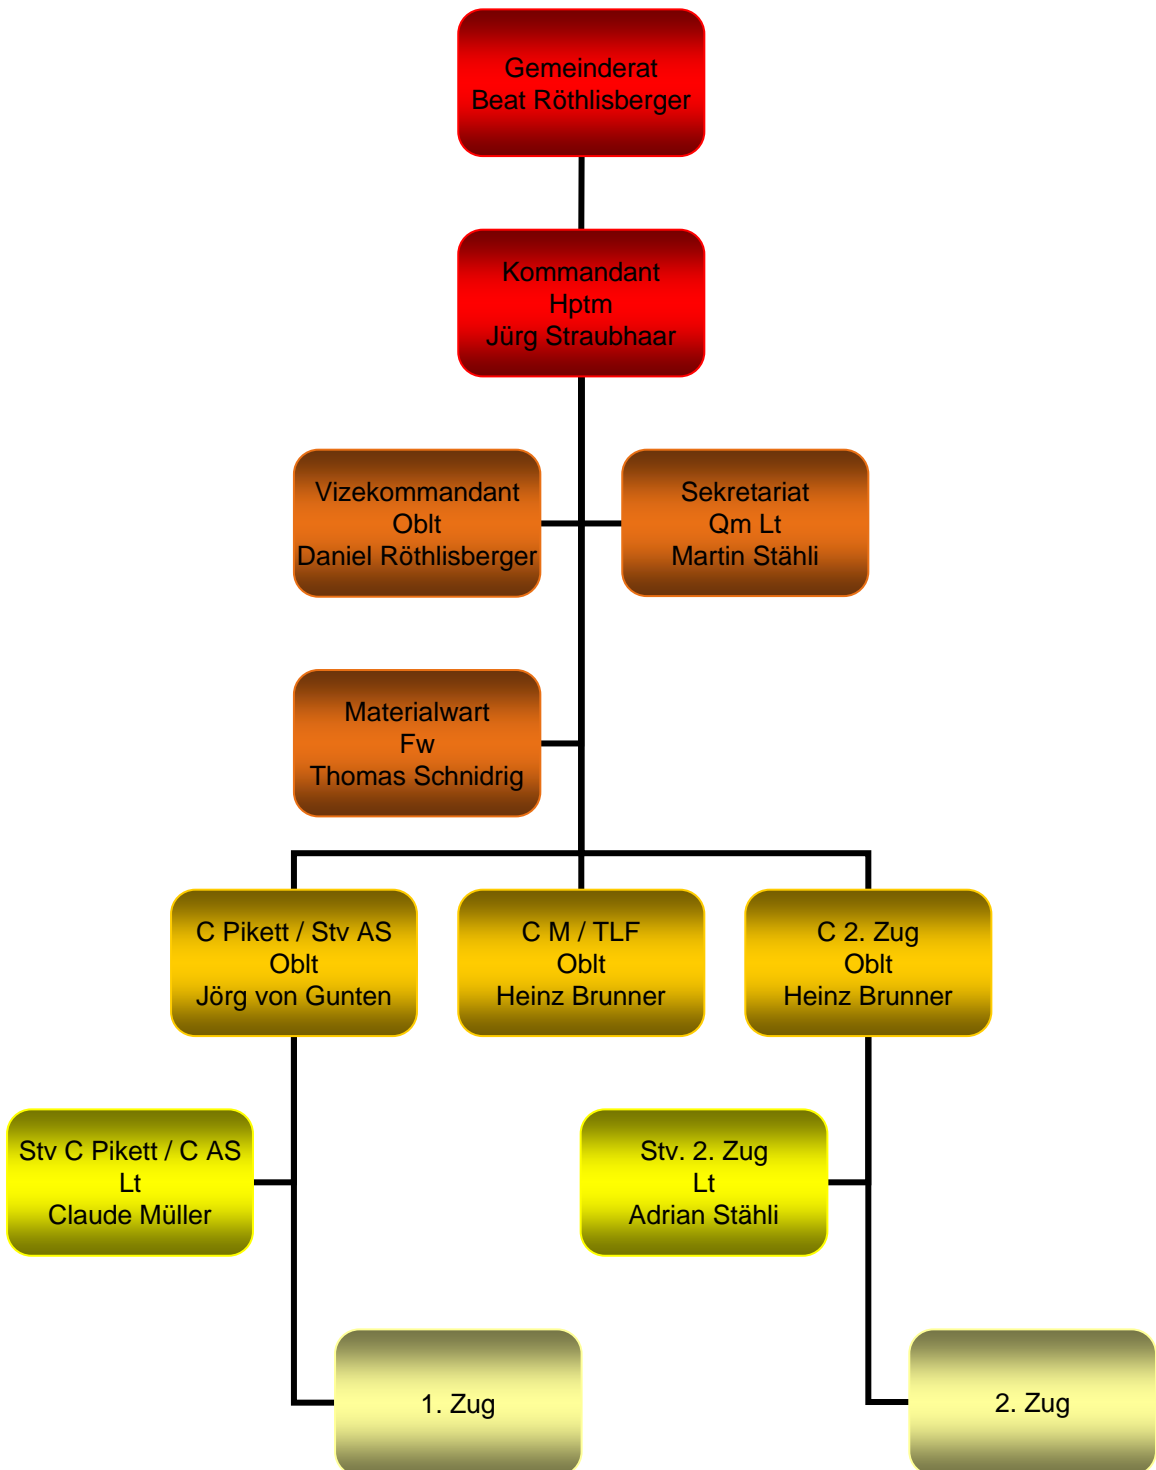 Gemeinderat
Beat Röthlisberger
Kommandant
Hptm
Jürg Straubhaar
Vizekommandant
Oblt
Daniel Röthlisberger
Sekretariat
Qm Lt
Martin Stähli
Materialwart
Fw
Thomas Schnidrig
C Pikett / Stv AS
Oblt
Jörg von Gunten
C M / TLF
Oblt
Heinz Brunner
C 2. Zug
Oblt
Heinz Brunner
Stv C Pikett / C AS
Lt
Claude Müller
Stv. 2. Zug
Lt
Adrian Stähli
1. Zug
2. Zug